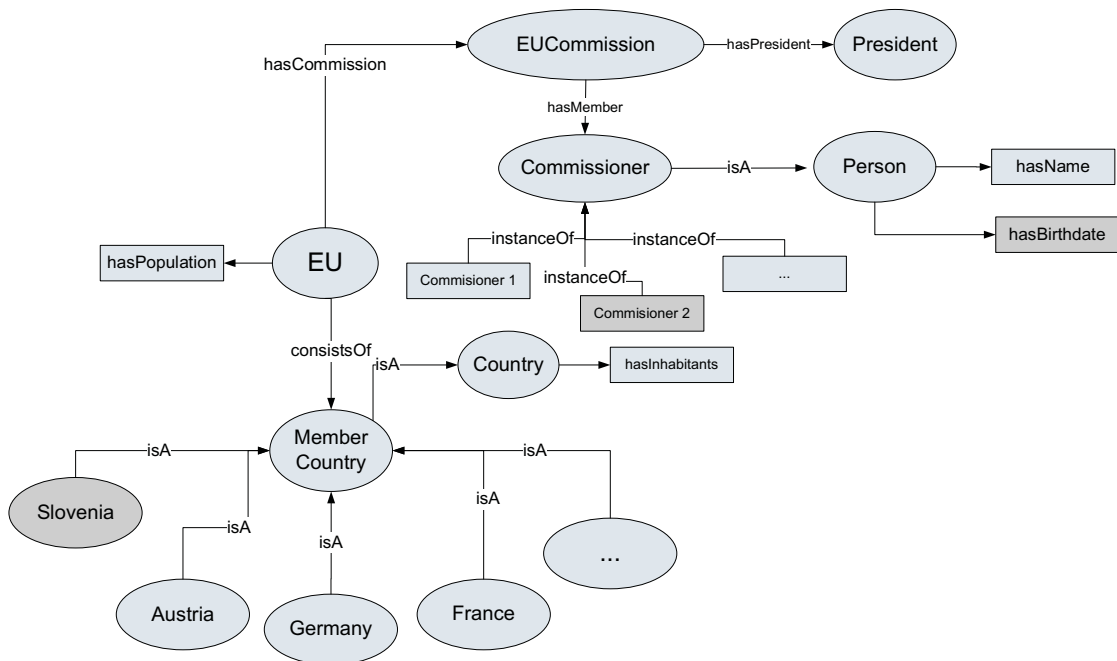 EUCommission
hasPresident
President
hasCommission
hasMember
Commissioner
isA
Person
hasName
hasBirthdate
instanceOf
instanceOf
hasPopulation
EU
Commisioner 1
instanceOf
...
Commisioner 2
consistsOf
isA
Country
hasInhabitants
Member
Country
isA
isA
Slovenia
isA
isA
isA
...
Austria
Germany
France